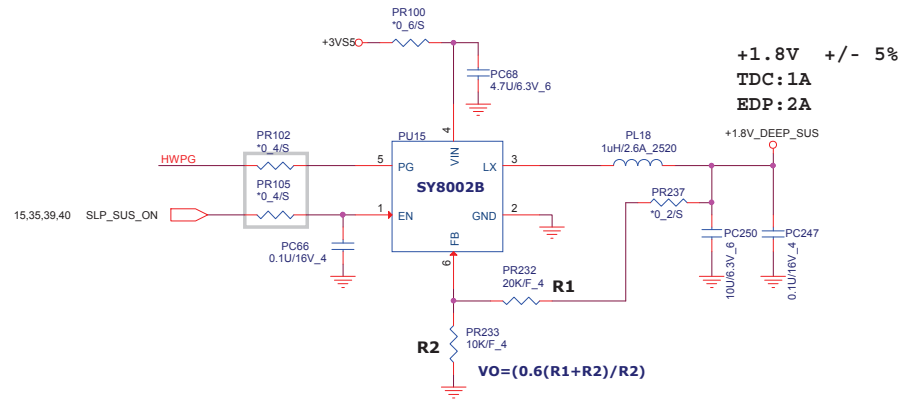 PR100
*0_6/S
+3VS5
PC68
4.7U/6.3V_6
+1.8V +/- 5%
TDC:1A
EDP:2A
+1.8V_DEEP_SUS
PR102
*0_4/S
HWPG
5
PG
PU15
4
VIN
LX
3
PL18
1uH/2.6A_2520
SY8002B
PR105
*0_4/S
15,35,39,40 SLP_SUS_ON
1
EN
GND
2
PR237
*0_2/S
PC66
0.1U/16V_4
FB
6
PC250
10U/6.3V_6
PC247
0.1U/16V_4
PR232
20K/F_4
R1
R2
PR233
10K/F_4
VO=(0.6(R1+R2)/R2)